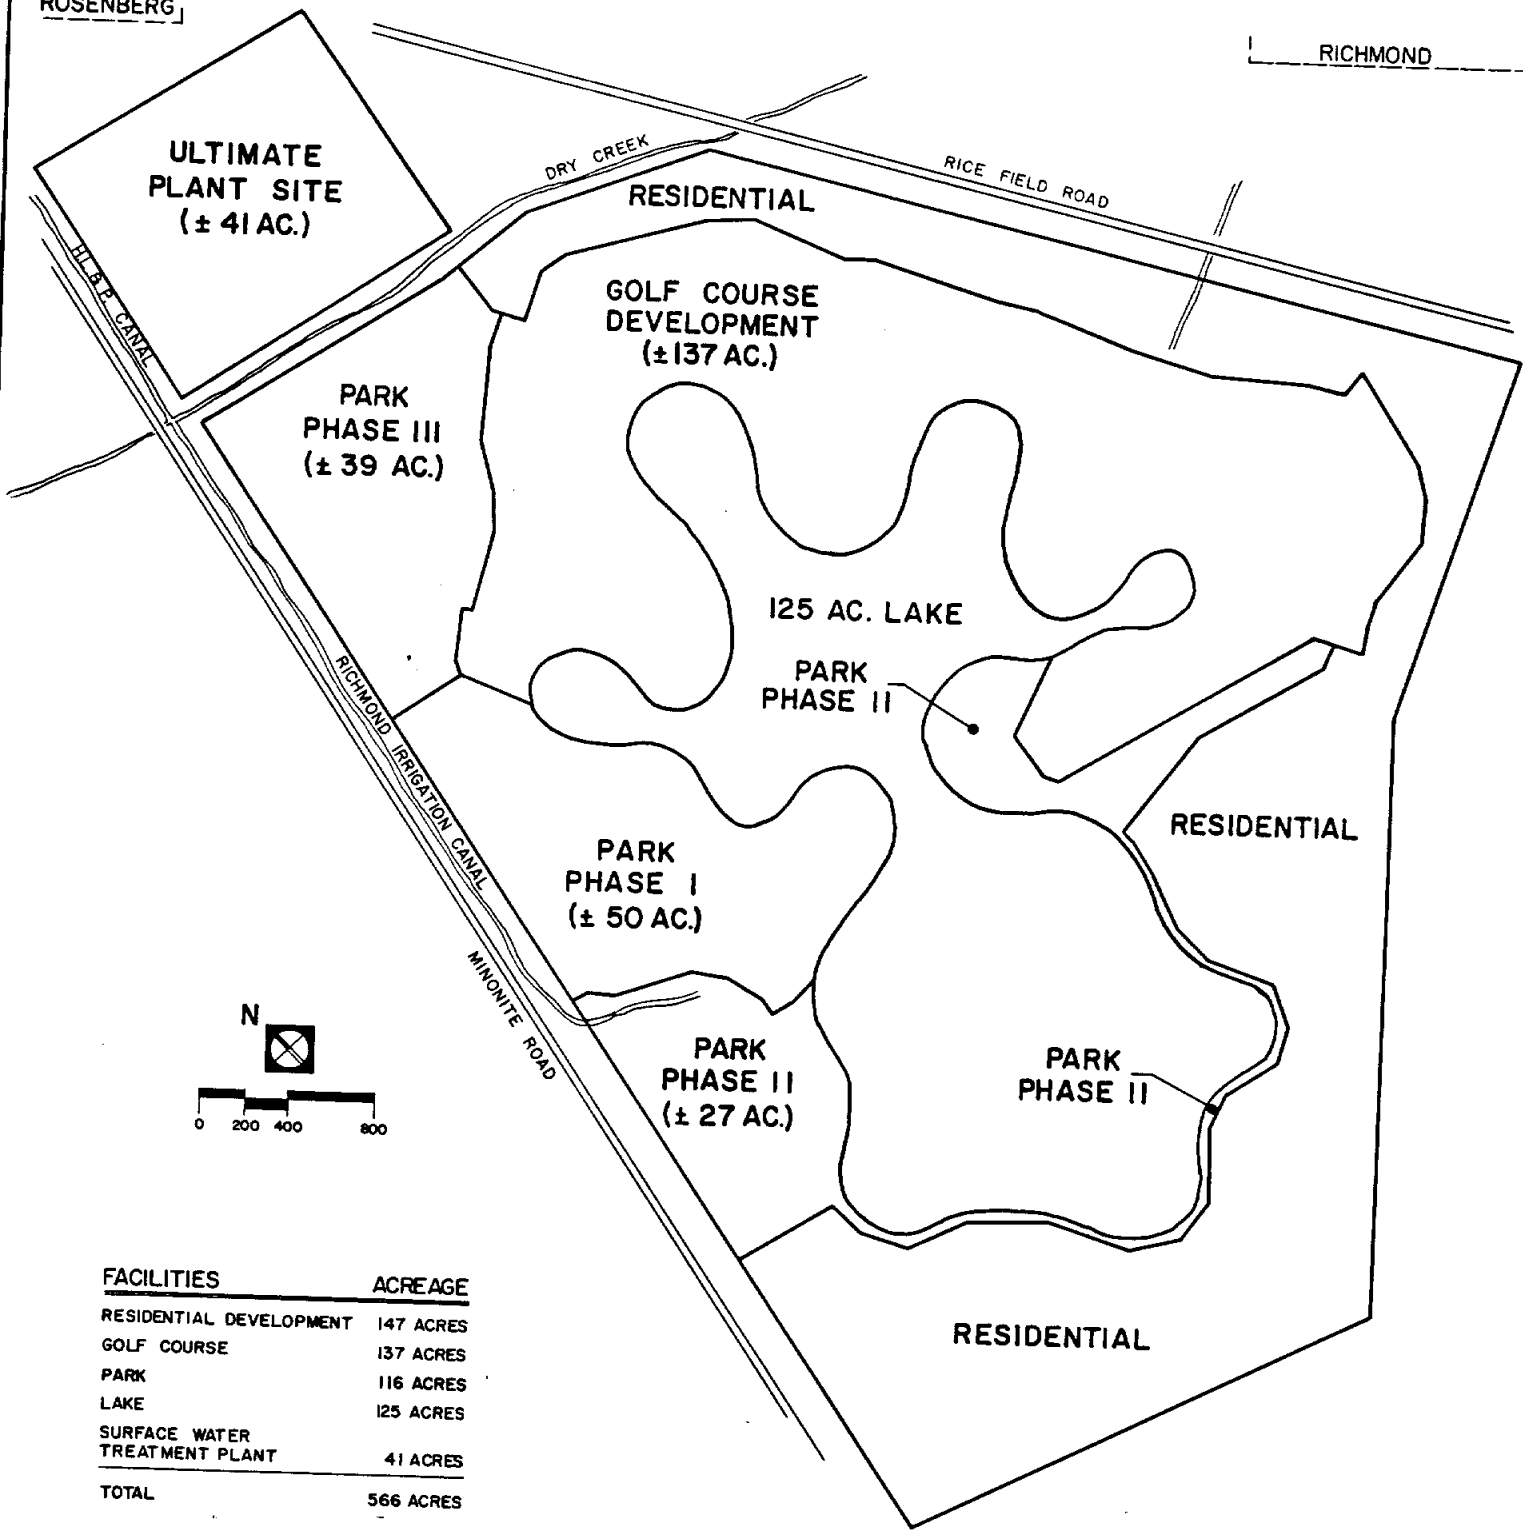 ROSENBERG
RICHMOND
ULTIMATE
PLANT SITE
(± 41 AC.)
DRY CREEK
RICE FIELD ROAD
RESIDENTIAL
H.L.&P. CANAL
GOLF COURSE
DEVELOPMENT
(±137 AC.)
PARK
PHASE III
(± 39 AC.)
125 AC. LAKE
PARK
PHASE II
RICHMOND IRRIGATION CANAL
RESIDENTIAL
PARK
PHASE I
(± 50 AC.)
MINONITE ROAD
N
0 200 400 800
PARK
PHASE II
(± 27 AC.)
PARK
PHASE II
RESIDENTIAL
FACILITIES ACREAGE
RESIDENTIAL DEVELOPMENT 147 ACRES
GOLF COURSE 137 ACRES
PARK 116 ACRES
LAKE 125 ACRES
SURFACE WATER
TREATMENT PLANT 41 ACRES
TOTAL 566 ACRES